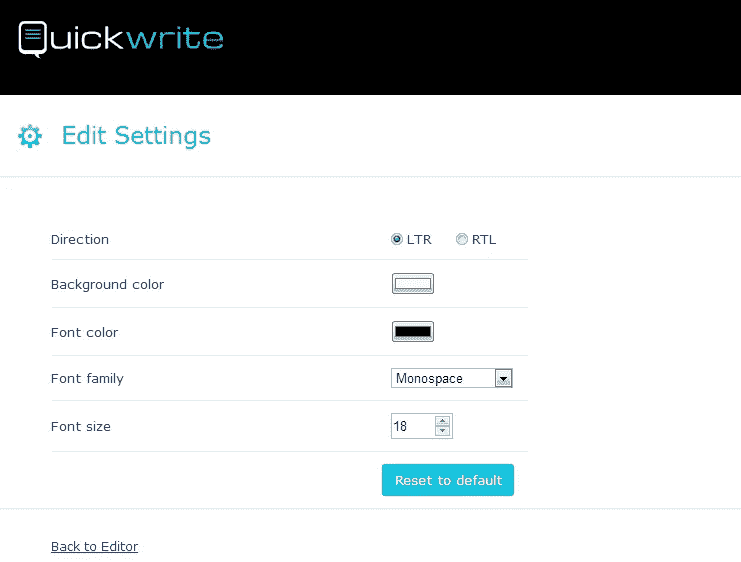 Quickwrite
Edit Settings
Direction LTR RTL
Background color
Font color
Font family Monospace
Font size 18
Reset to default
Back to Editor